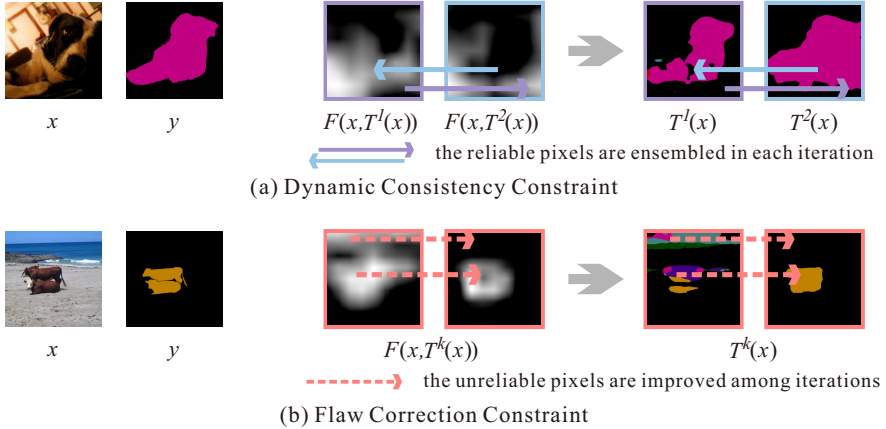 x
y
F(x,T¹(x))
F(x,T²(x))
T¹(x)
T²(x)
the reliable pixels are ensembled in each iteration
(a) Dynamic Consistency Constraint
x
y
F(x,Tᵏ(x))
Tᵏ(x)
the unreliable pixels are improved among iterations
(b) Flaw Correction Constraint